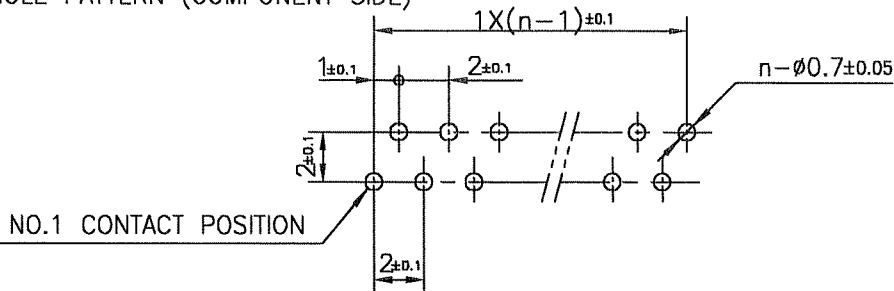 HOLE PATTERN (COMPONENT SIDE)
1X(n-1)±0.1
1±0.1
2±0.1
n-Ø0.7±0.05
2±0.1
NO.1 CONTACT POSITION
2±0.1